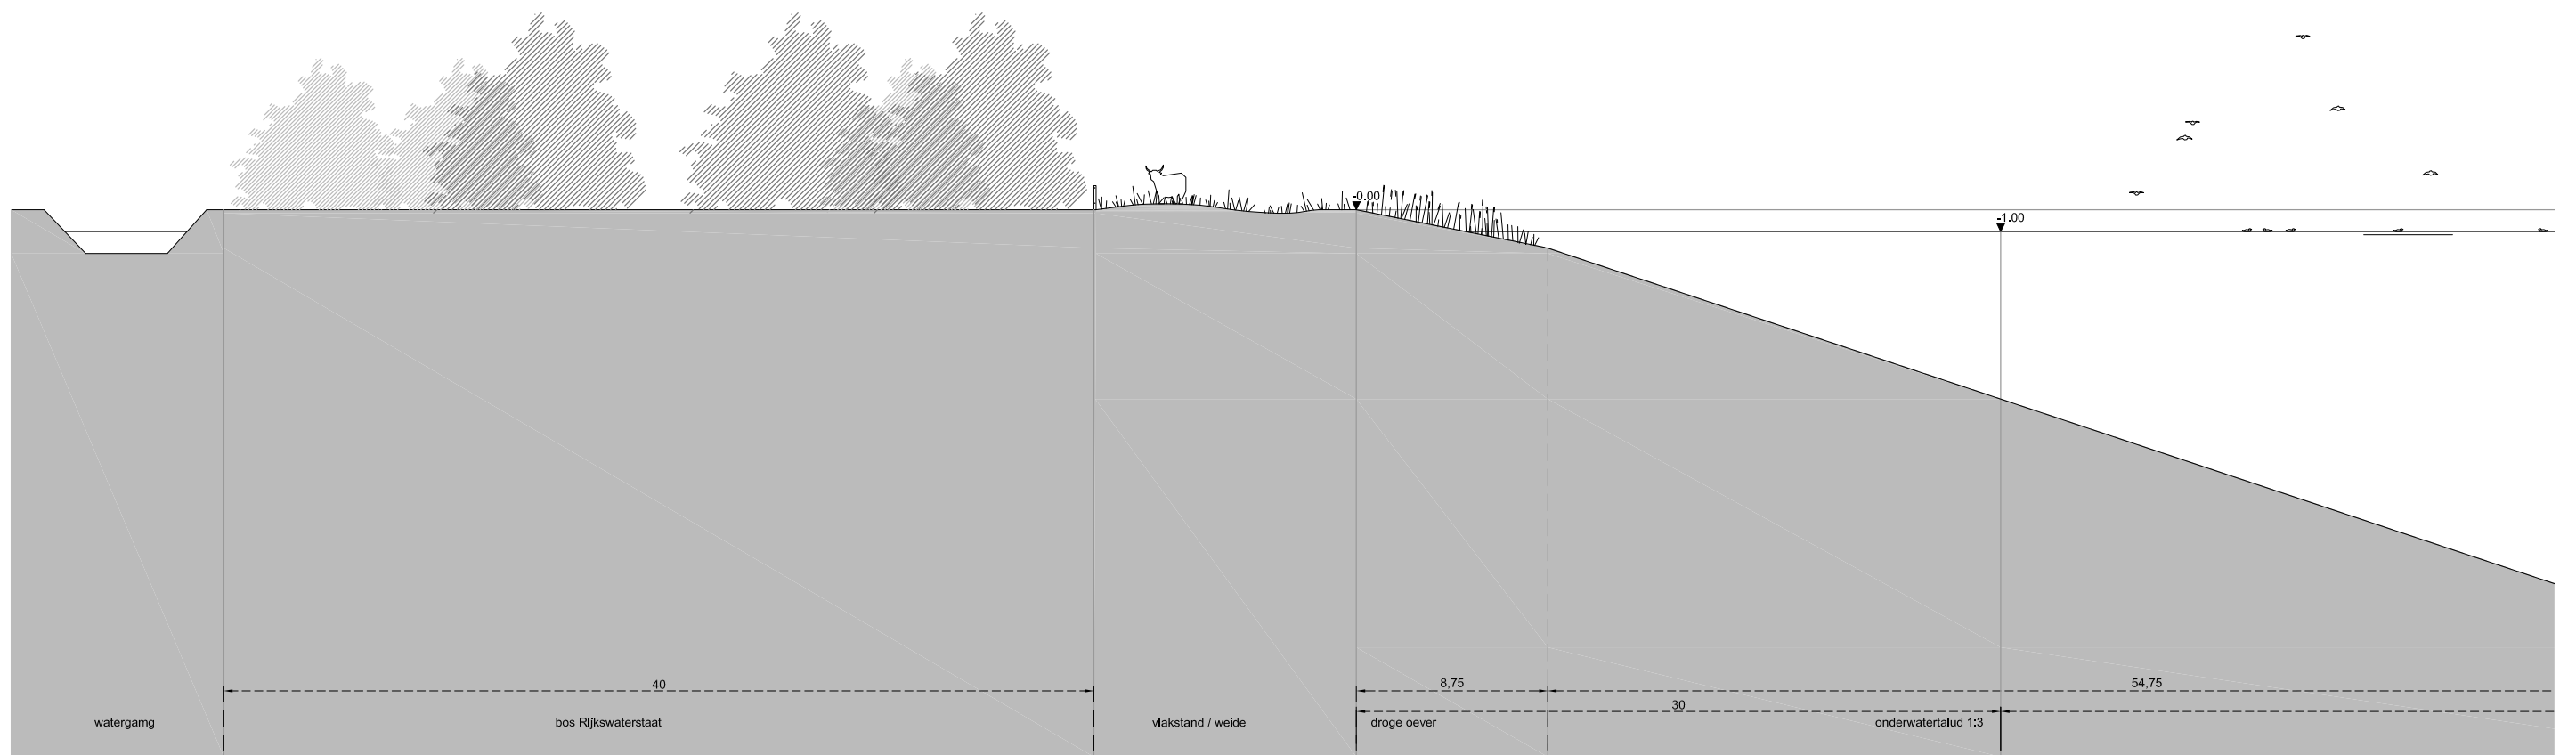 -0.00
-1.00
40
8,75
54,75
30
watergamg
bos Rijkswaterstaat
vlakstand / weide
droge oever
onderwatertalud 1:3